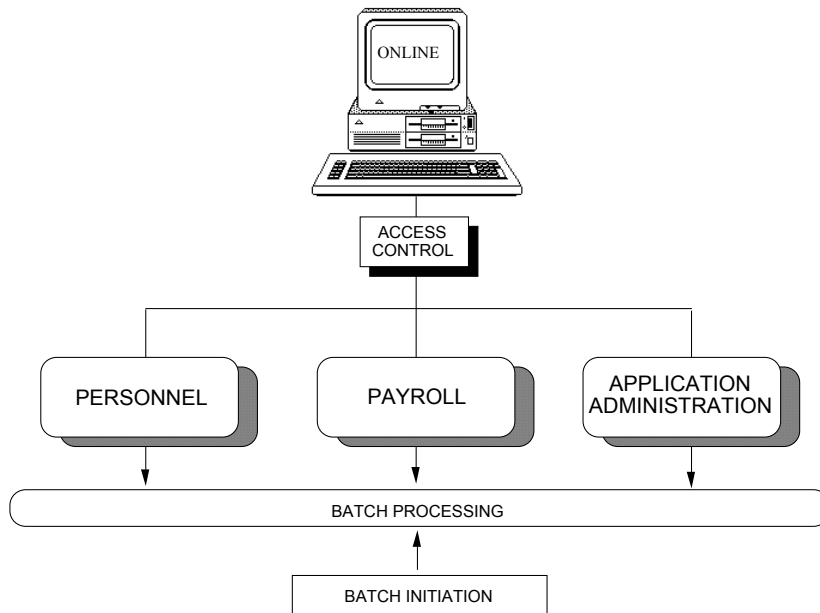 ONLINE
ACCESS
CONTROL
PERSONNEL
PAYROLL
APPLICATION
ADMINISTRATION
BATCH PROCESSING
BATCH INITIATION